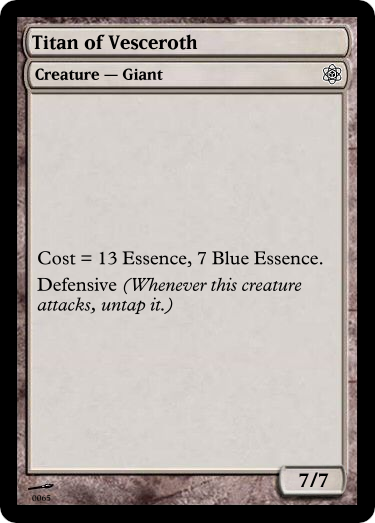 Titan of Vesceroth
Creature — Giant
Cost = 13 Essence, 7 Blue Essence.
Defensive (Whenever this creature
attacks, untap it.)
7/7
0065